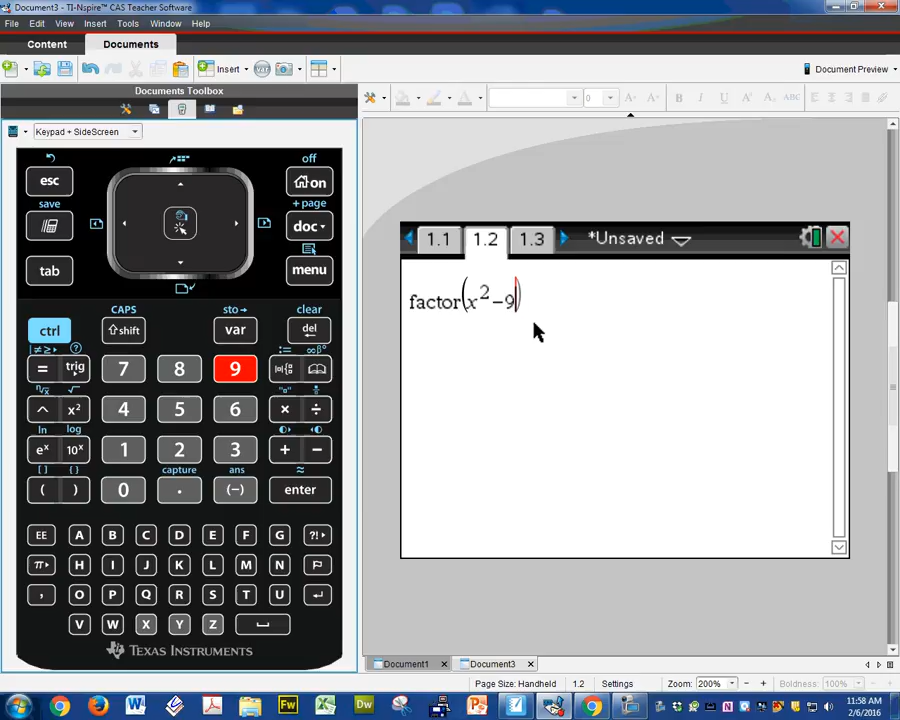 Document3 - TI-Nspire™ CAS Teacher Software
File Edit View Insert Tools Window Help
Content Documents
Insert Document Preview
Documents Toolbox
B I U A A ABC
Keypad + SideScreen
off
esc on
save + page
doc
tab menu
CAPS sto→ clear
ctrl shift var del
|≠≥► ? := ∞β°
= trig 7 8 9
ⁿ√x √ "□" ÷
^ x² 4 5 6 × ÷
ln log
eˣ 10ˣ 1 2 3 + −
[ ] { } capture ans ≈
( ) 0 . (−) enter
EE A B C D E F G ?!►
π► H I J K L M N
, O P Q R S T U
V W X Y Z
TEXAS INSTRUMENTS
1.1 1.2 1.3 *Unsaved
factor(x²−9)
Document1 Document3
Page Size: Handheld 1.2 Settings Zoom: 200% Boldness: 100%
11:58 AM
2/6/2016